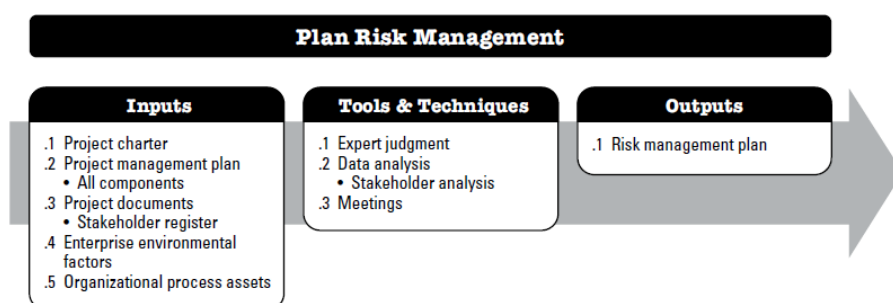 Plan Risk Management
Inputs
.1 Project charter
.2 Project management plan
• All components
.3 Project documents
• Stakeholder register
.4 Enterprise environmental
factors
.5 Organizational process assets
Tools & Techniques
.1 Expert judgment
.2 Data analysis
• Stakeholder analysis
.3 Meetings
Outputs
.1 Risk management plan